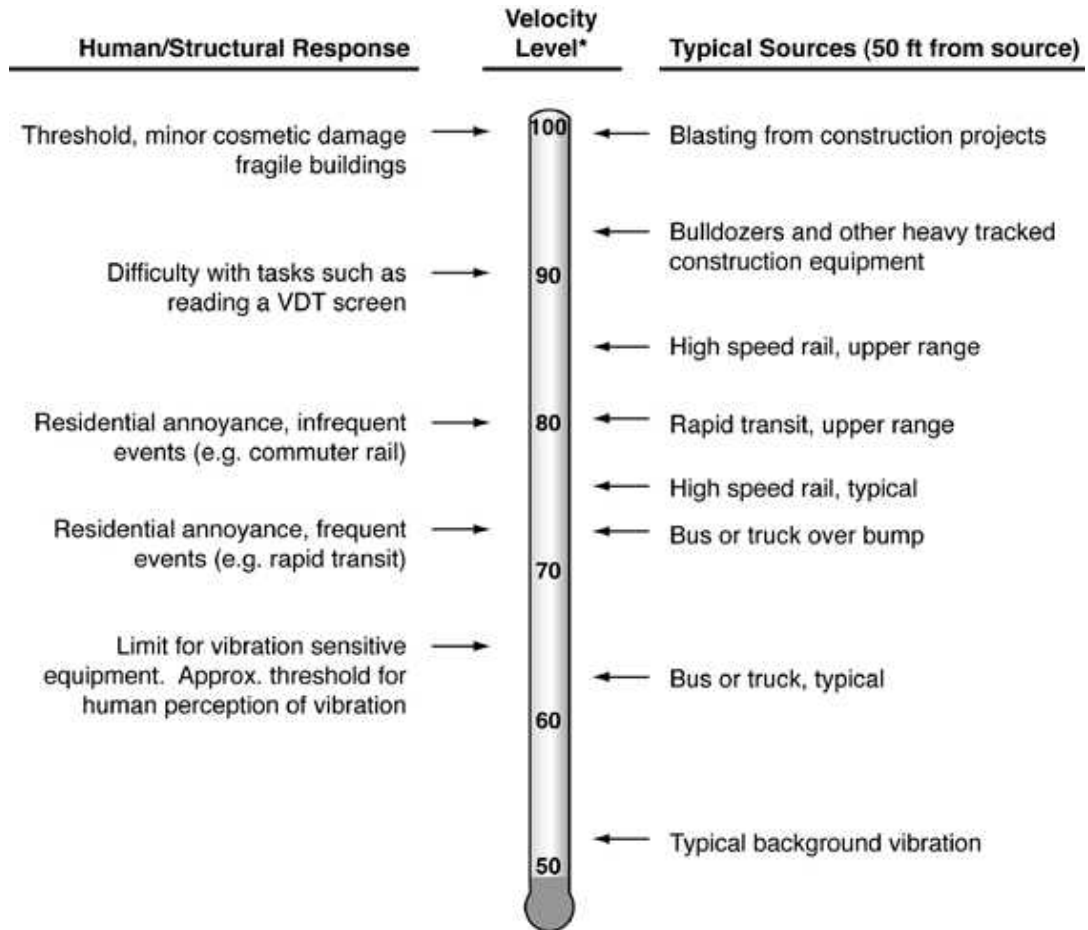 Human/Structural Response
Velocity
Level*
Typical Sources (50 ft from source)
Threshold, minor cosmetic damage
fragile buildings
100
Blasting from construction projects
Bulldozers and other heavy tracked
construction equipment
Difficulty with tasks such as
reading a VDT screen
90
High speed rail, upper range
Residential annoyance, infrequent
events (e.g. commuter rail)
80
Rapid transit, upper range
High speed rail, typical
Residential annoyance, frequent
events (e.g. rapid transit)
Bus or truck over bump
70
Limit for vibration sensitive
equipment. Approx. threshold for
human perception of vibration
Bus or truck, typical
60
Typical background vibration
50